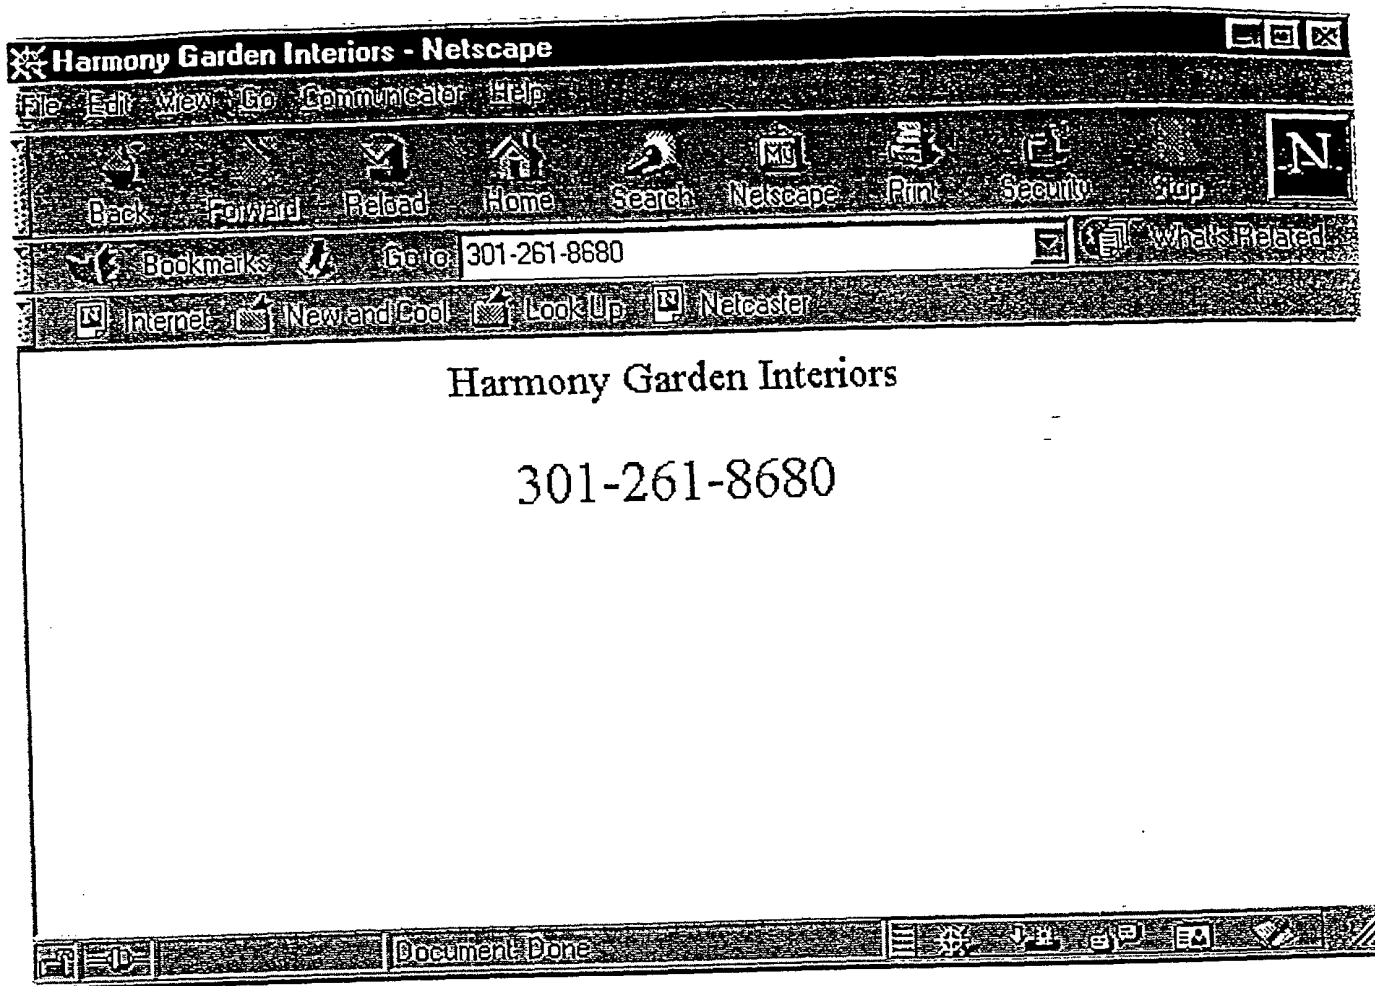 Harmony Garden Interiors - Netscape
File Edit View Go Communicator Help
Back Forward Reload Home Search Netscape Print Security Stop
N
Bookmarks Go to: 301-261-8680 What's Related
Internet New and Cool Look Up Netcaster
Harmony Garden Interiors
301-261-8680
Document: Done